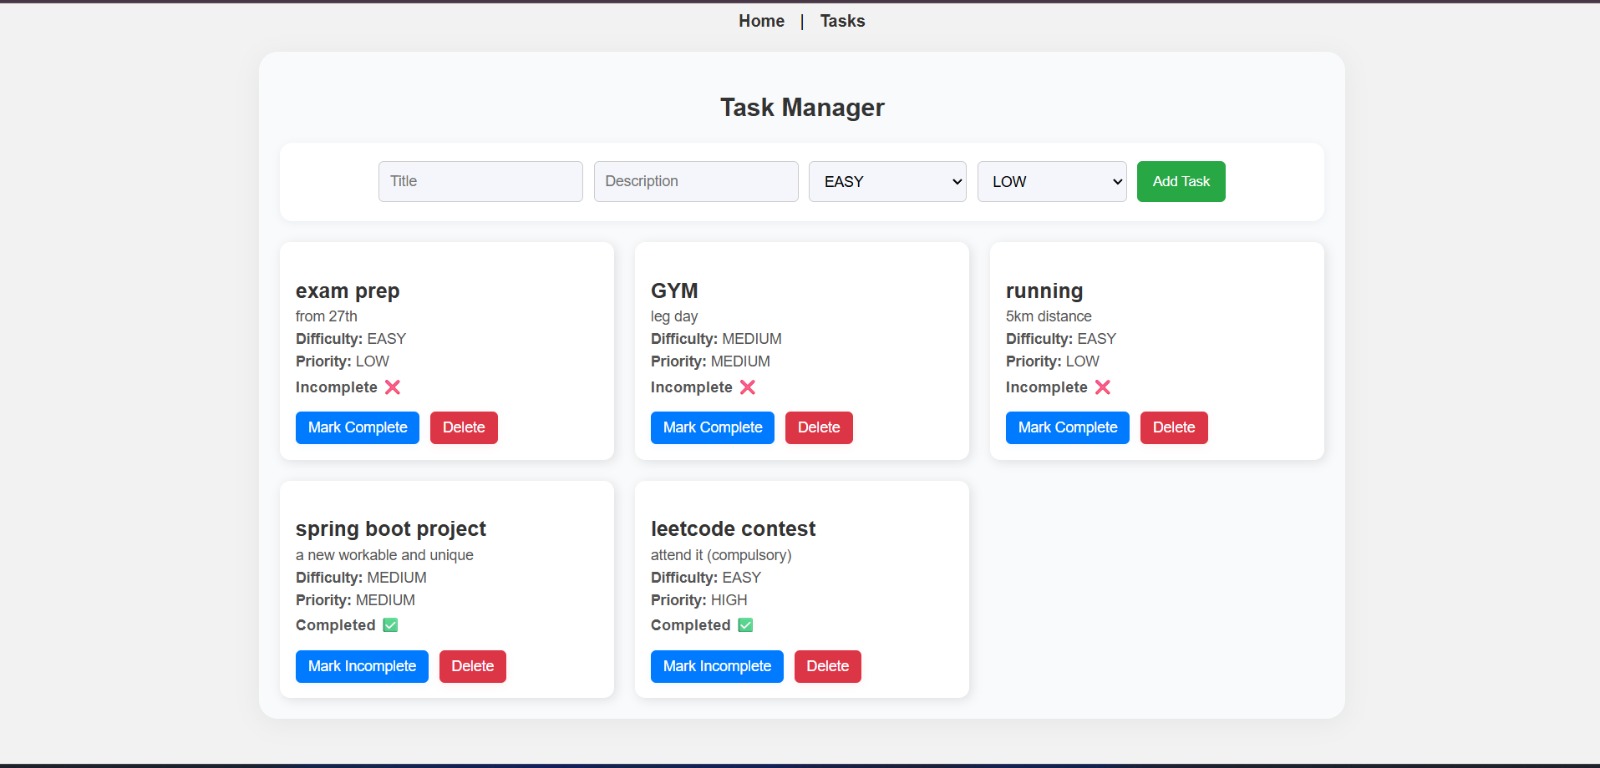 Home | Tasks
Task Manager
Title Description EASY LOW Add Task
exam prep
from 27th
Difficulty: EASY
Priority: LOW
Incomplete ❌
Mark Complete Delete
GYM
leg day
Difficulty: MEDIUM
Priority: MEDIUM
Incomplete ❌
Mark Complete Delete
running
5km distance
Difficulty: EASY
Priority: LOW
Incomplete ❌
Mark Complete Delete
spring boot project
a new workable and unique
Difficulty: MEDIUM
Priority: MEDIUM
Completed ✅
Mark Incomplete Delete
leetcode contest
attend it (compulsory)
Difficulty: EASY
Priority: HIGH
Completed ✅
Mark Incomplete Delete